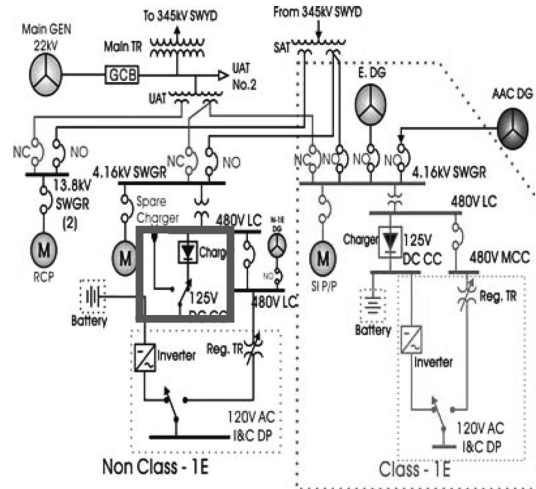 To 345kV SWYD
From 345kV SWYD
Main GEN
22kV
Main TR
SAT
GCB
UAT
No.2
UAT
E. DG
AAC DG
NC
NO
NC
NO
NC
NO
NO
NO
13.8kV
SWGR
(2)
4.16kV SWGR
4.16kV SWGR
Spare
Charger
480V LC
N-1E
DG
NO
480V LC
Charger
125V
DC CC
480V MCC
M
RCP
M
M
SI P/P
Charge
125V
DC CC
480V LC
Battery
Battery
Reg. TR
Reg. TR
Inverter
Inverter
120V AC
I&C DP
120V AC
I&C DP
Non Class - 1E
Class - 1E